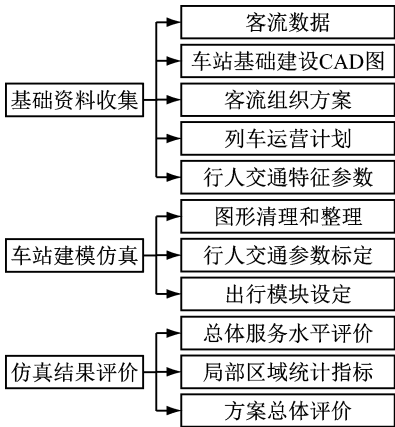 基础资料收集
客流数据
车站基础建设CAD图
客流组织方案
列车运营计划
行人交通特征参数
车站建模仿真
图形清理和整理
行人交通参数标定
出行模块设定
仿真结果评价
总体服务水平评价
局部区域统计指标
方案总体评价